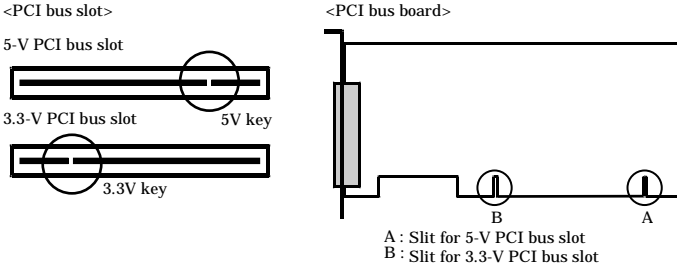 <PCI bus slot>
5-V PCI bus slot
5V key
3.3-V PCI bus slot
3.3V key
<PCI bus board>
B
A
A : Slit for 5-V PCI bus slot
B : Slit for 3.3-V PCI bus slot